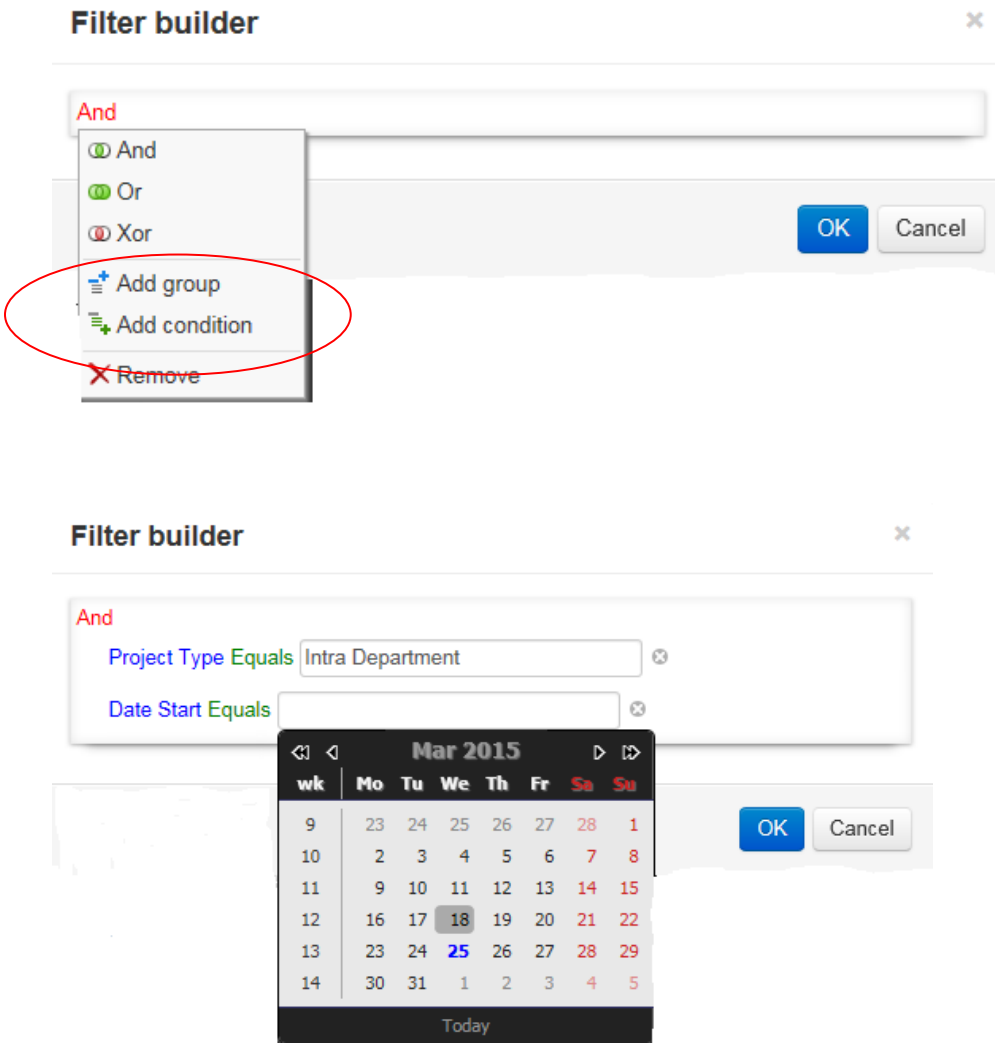 Filter builder ×
And
And
Or
Xor
OK Cancel
Add group
Add condition
Remove
Filter builder ×
And
Project Type Equals Intra Department
Date Start Equals
Mar 2015
wk Mo Tu We Th Fr Sa Su
9 23 24 25 26 27 28 1
10 2 3 4 5 6 7 8
11 9 10 11 12 13 14 15
12 16 17 18 19 20 21 22
13 23 24 25 26 27 28 29
14 30 31 1 2 3 4 5
OK Cancel
Today